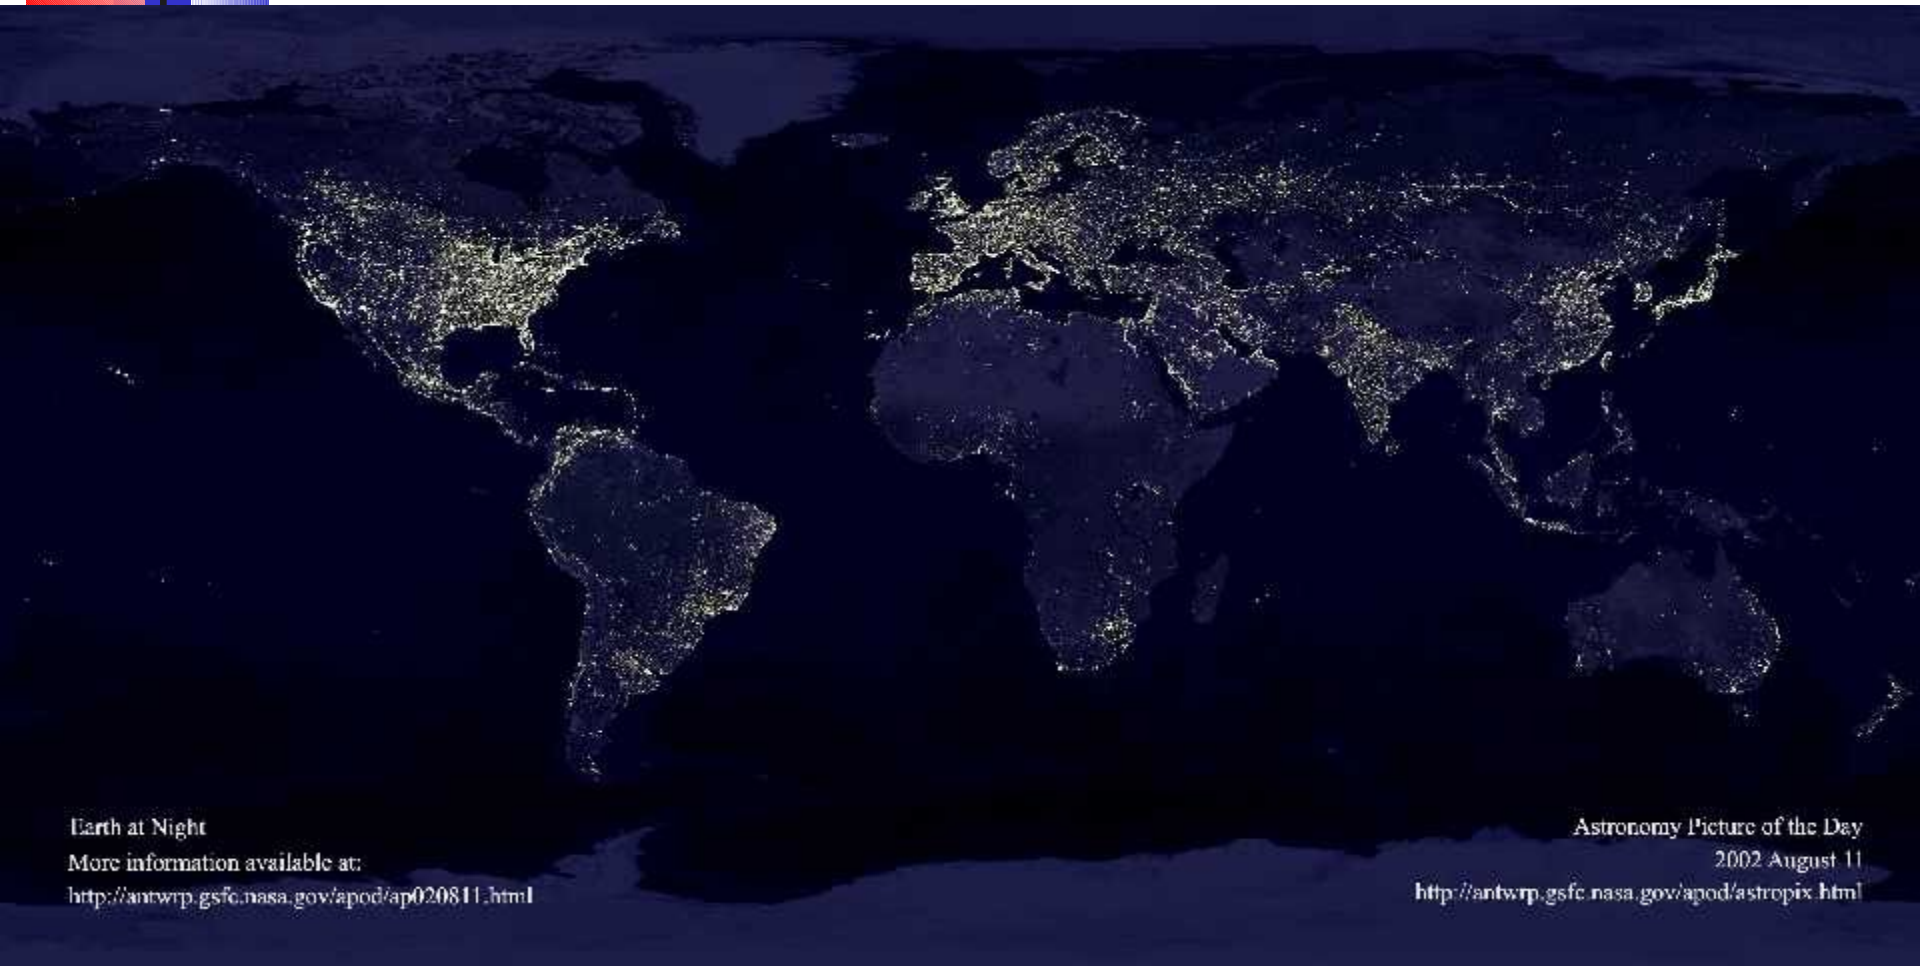 Earth at Night
More information available at:
http://antwrp.gsfc.nasa.gov/apod/ap020811.html
Astronomy Picture of the Day
2002 August 11
http://antwrp.gsfc.nasa.gov/apod/astropix.html